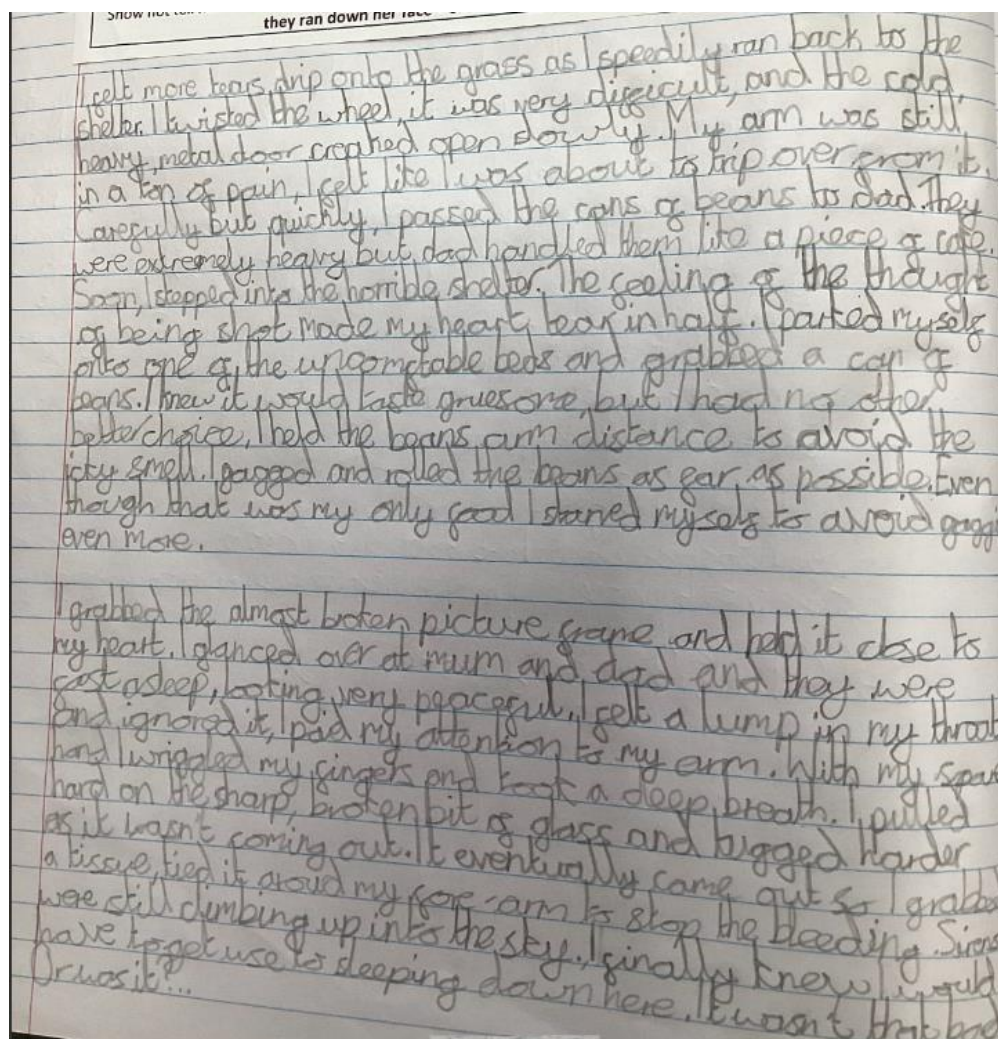 they ran down her face
I felt more tears drip onto the grass as I speedily ran back to the
shelter. I twisted the wheel, it was very difficult, and the cold,
heavy, metal door creaked open slowly. My arm was still
in a ton of pain, I felt like I was about to trip over from it.
Carefully but quickly, I passed the cans of beans to dad. They
were extremely heavy but dad handled them like a piece of cake.
Soon, I stepped into the horrible shelter. The feeling of the thought
of being shot made my heart tear in half. I parked myself
onto one of the uncomctable beds and grabbed a can of
beans. I knew it would taste gruesome, but I had no other
better choice, I held the beans arm distance to avoid the
icky smell. I gagged and rolled the beans as far as possible. Even
though that was my only food I starved myself to avoid gagg
even more.
I grabbed the almost broken picture frame and held it close to
my heart. I glanced over at mum and dad and they were
fast asleep, looking very peaceful. I felt a lump in my throat
and ignored it, I paid my attention to my arm. With my spare
hand I wriggled my fingers and took a deep breath. I pulled
hard on the sharp, broken bit of glass and tugged harder
as it wasn't coming out. It eventually came out so I grabbed
a tissue, tied it aroud my fore-arm to stop the bleeding. Sirens
were still climbing up into the sky. I finally knew I would
have to get use to sleeping down here. It wasn't that bad
Or was it?...